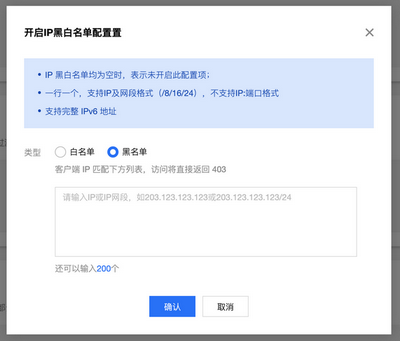 开启IP黑白名单配置置
IP 黑白名单均为空时，表示未开启此配置项；
一行一个，支持IP及网段格式（/8/16/24），不支持IP:端口格式
支持完整 IPv6 地址
类型 白名单 黑名单
客户端 IP 匹配下方列表，访问将直接返回 403
请输入IP或IP网段，如203.123.123.123或203.123.123.123/24
还可以输入200个
确认 取消